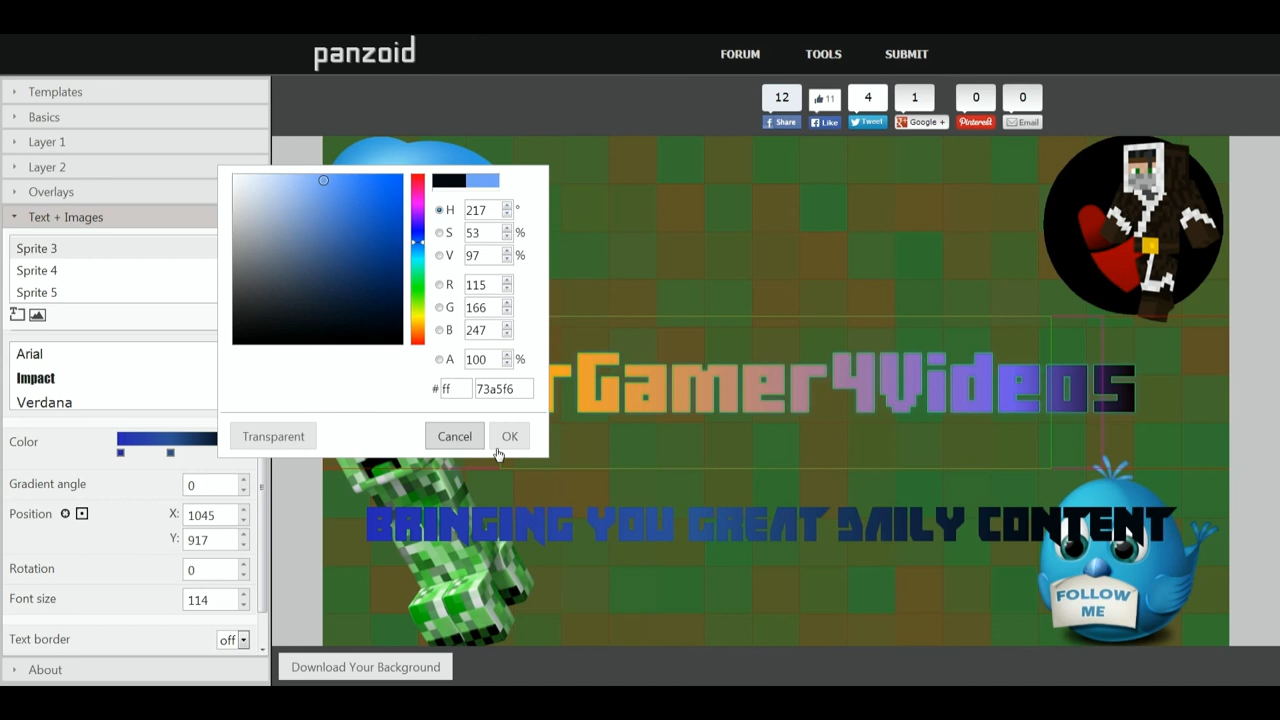 panzoid
FORUM TOOLS SUBMIT
12 11 4 1 0 0
Share Like Tweet Google + Pinterest Email
Templates
Basics
Layer 1
Layer 2
Overlays
Text + Images
Sprite 3
Sprite 4
Sprite 5
Arial
Impact
Verdana
Color
Gradient angle 0
Position X: 1045
Y: 917
Rotation 0
Font size 114
Text border off
About
H 217 °
S 53 %
V 97 %
R 115
G 166
B 247
A 100 %
# ff 73a5f6
Transparent Cancel OK
rGamer4Videos
BRINGING YOU GREAT DAILY CONTENT
FOLLOW
ME
Download Your Background